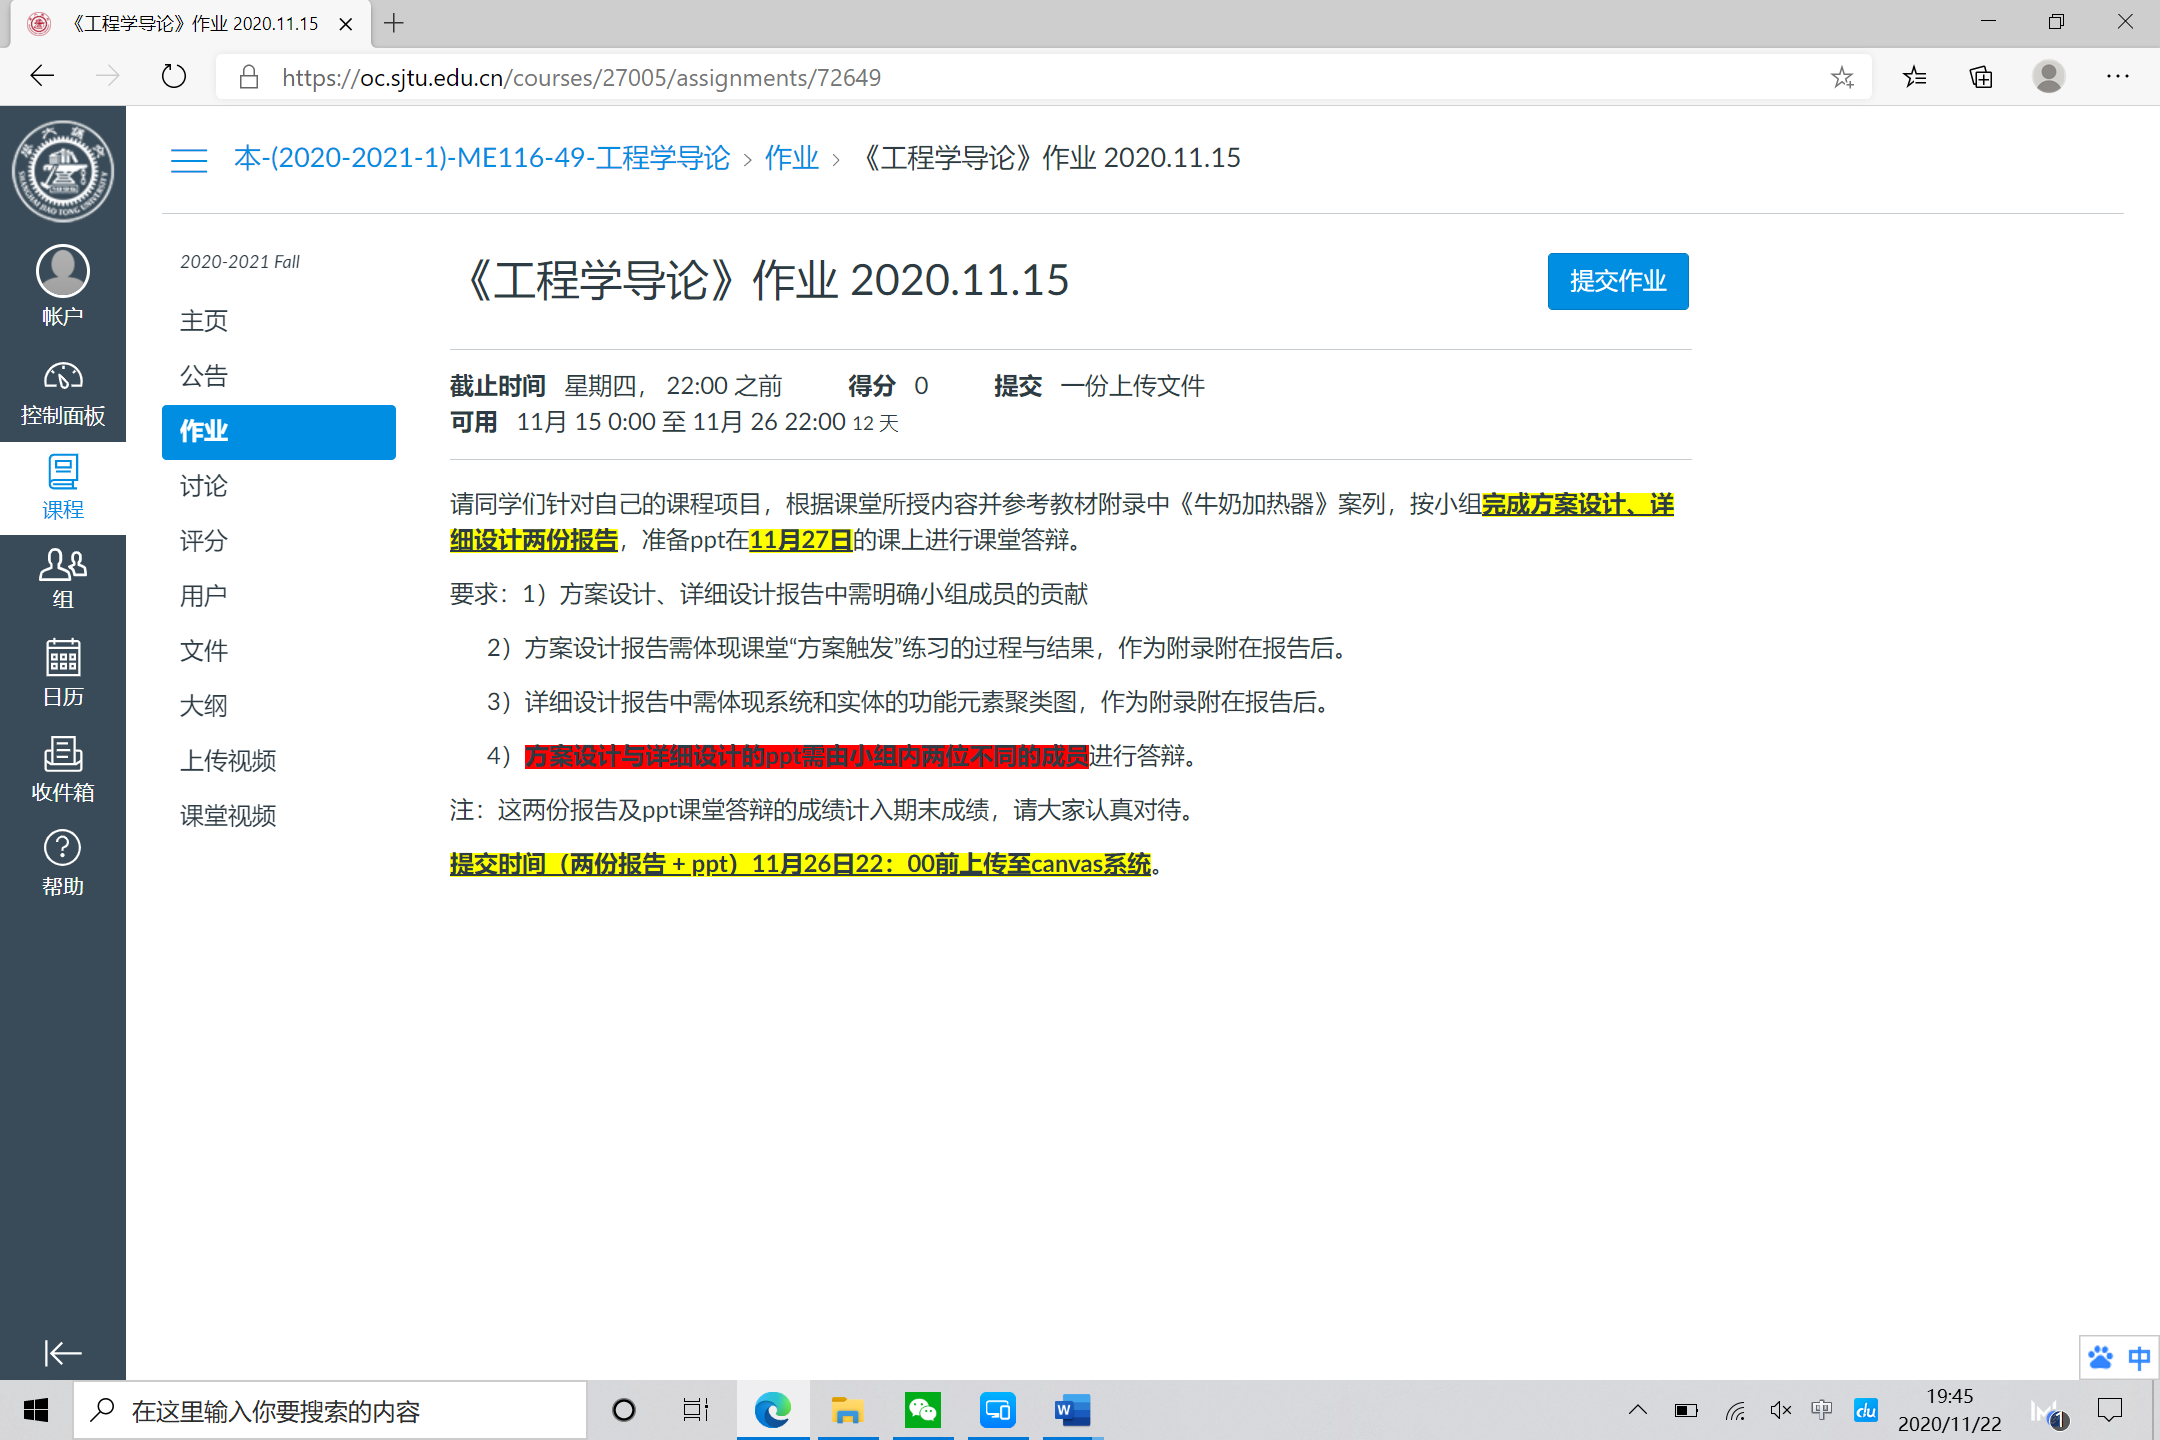 《工程学导论》作业 2020.11.15
https://oc.sjtu.edu.cn/courses/27005/assignments/72649
本-(2020-2021-1)-ME116-49-工程学导论 › 作业 › 《工程学导论》作业 2020.11.15
SHANGHAI JIAO TONG UNIVERSITY
帐户
控制面板
课程
组
日历
收件箱
帮助
2020-2021 Fall
主页
公告
作业
讨论
评分
用户
文件
大纲
上传视频
课堂视频
《工程学导论》作业 2020.11.15
提交作业
截止时间 星期四， 22:00 之前 得分 0 提交 一份上传文件
可用 11月 15 0:00 至 11月 26 22:00 12 天
请同学们针对自己的课程项目，根据课堂所授内容并参考教材附录中《牛奶加热器》案列，按小组完成方案设计、详
细设计两份报告，准备ppt在11月27日的课上进行课堂答辩。
要求：1）方案设计、详细设计报告中需明确小组成员的贡献
2）方案设计报告需体现课堂“方案触发”练习的过程与结果，作为附录附在报告后。
3）详细设计报告中需体现系统和实体的功能元素聚类图，作为附录附在报告后。
4）方案设计与详细设计的ppt需由小组内两位不同的成员进行答辩。
注：这两份报告及ppt课堂答辩的成绩计入期末成绩，请大家认真对待。
提交时间（两份报告 + ppt）11月26日22：00前上传至canvas系统。
中
在这里输入你要搜索的内容
W
中
du
19:45
2020/11/22
M
1